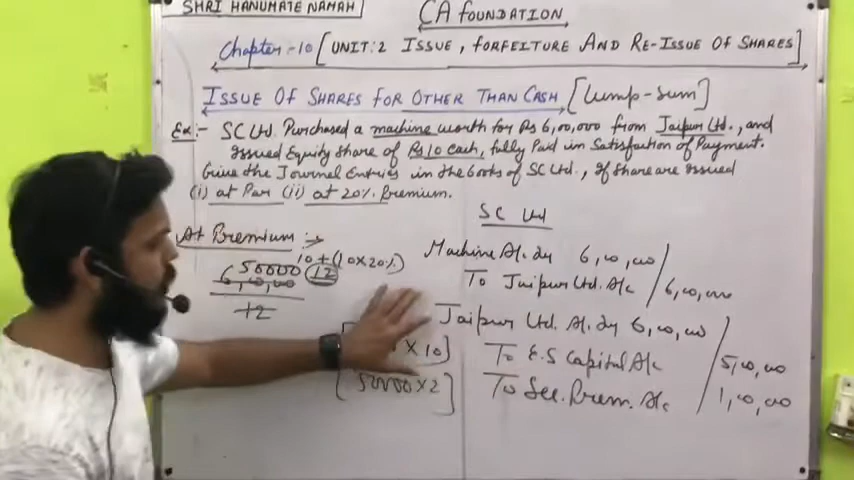 SHRI HANUMATE NAMAH
CA FOUNDATION
Chapter-10 [UNIT:2 ISSUE, FORFEITURE AND RE-ISSUE OF SHARES]
ISSUE OF SHARES FOR OTHER THAN CASH [Lump-Sum]
Ex:- SC Ltd. Purchased a machine worth for Rs 6,00,000 from Jaipur Ltd., and
Issued Equity Share of Rs 10 each, fully Paid in Satisfaction of Payment.
Give the Journal Entries in the books of SC Ltd., If share are issued
(i) at Par (ii) at 20% Premium.
At Premium :-
10+(10×20%)
50000 12
6,00,000
12
× 10]
[50000×2]
SC Ltd
Machine A/c dr 6,00,000
To Jaipur Ltd. A/c 6,00,000
Jaipur Ltd. A/c dr 6,00,000
To E.S Capital A/c 5,00,000
To Sec. Prem. A/c 1,00,000